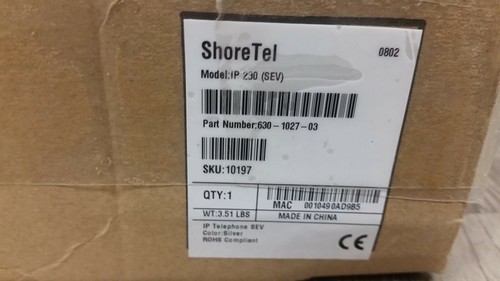 ShoreTel
0802
Model:IP 230 (SEV)
Part Number:630-1027-03
SKU:10197
QTY:1
MAC 0010490AD9B5
WT:3.51 LBS
MADE IN CHINA
IP Telephone SEV
Color:Silver
ROHS Compliant
CE